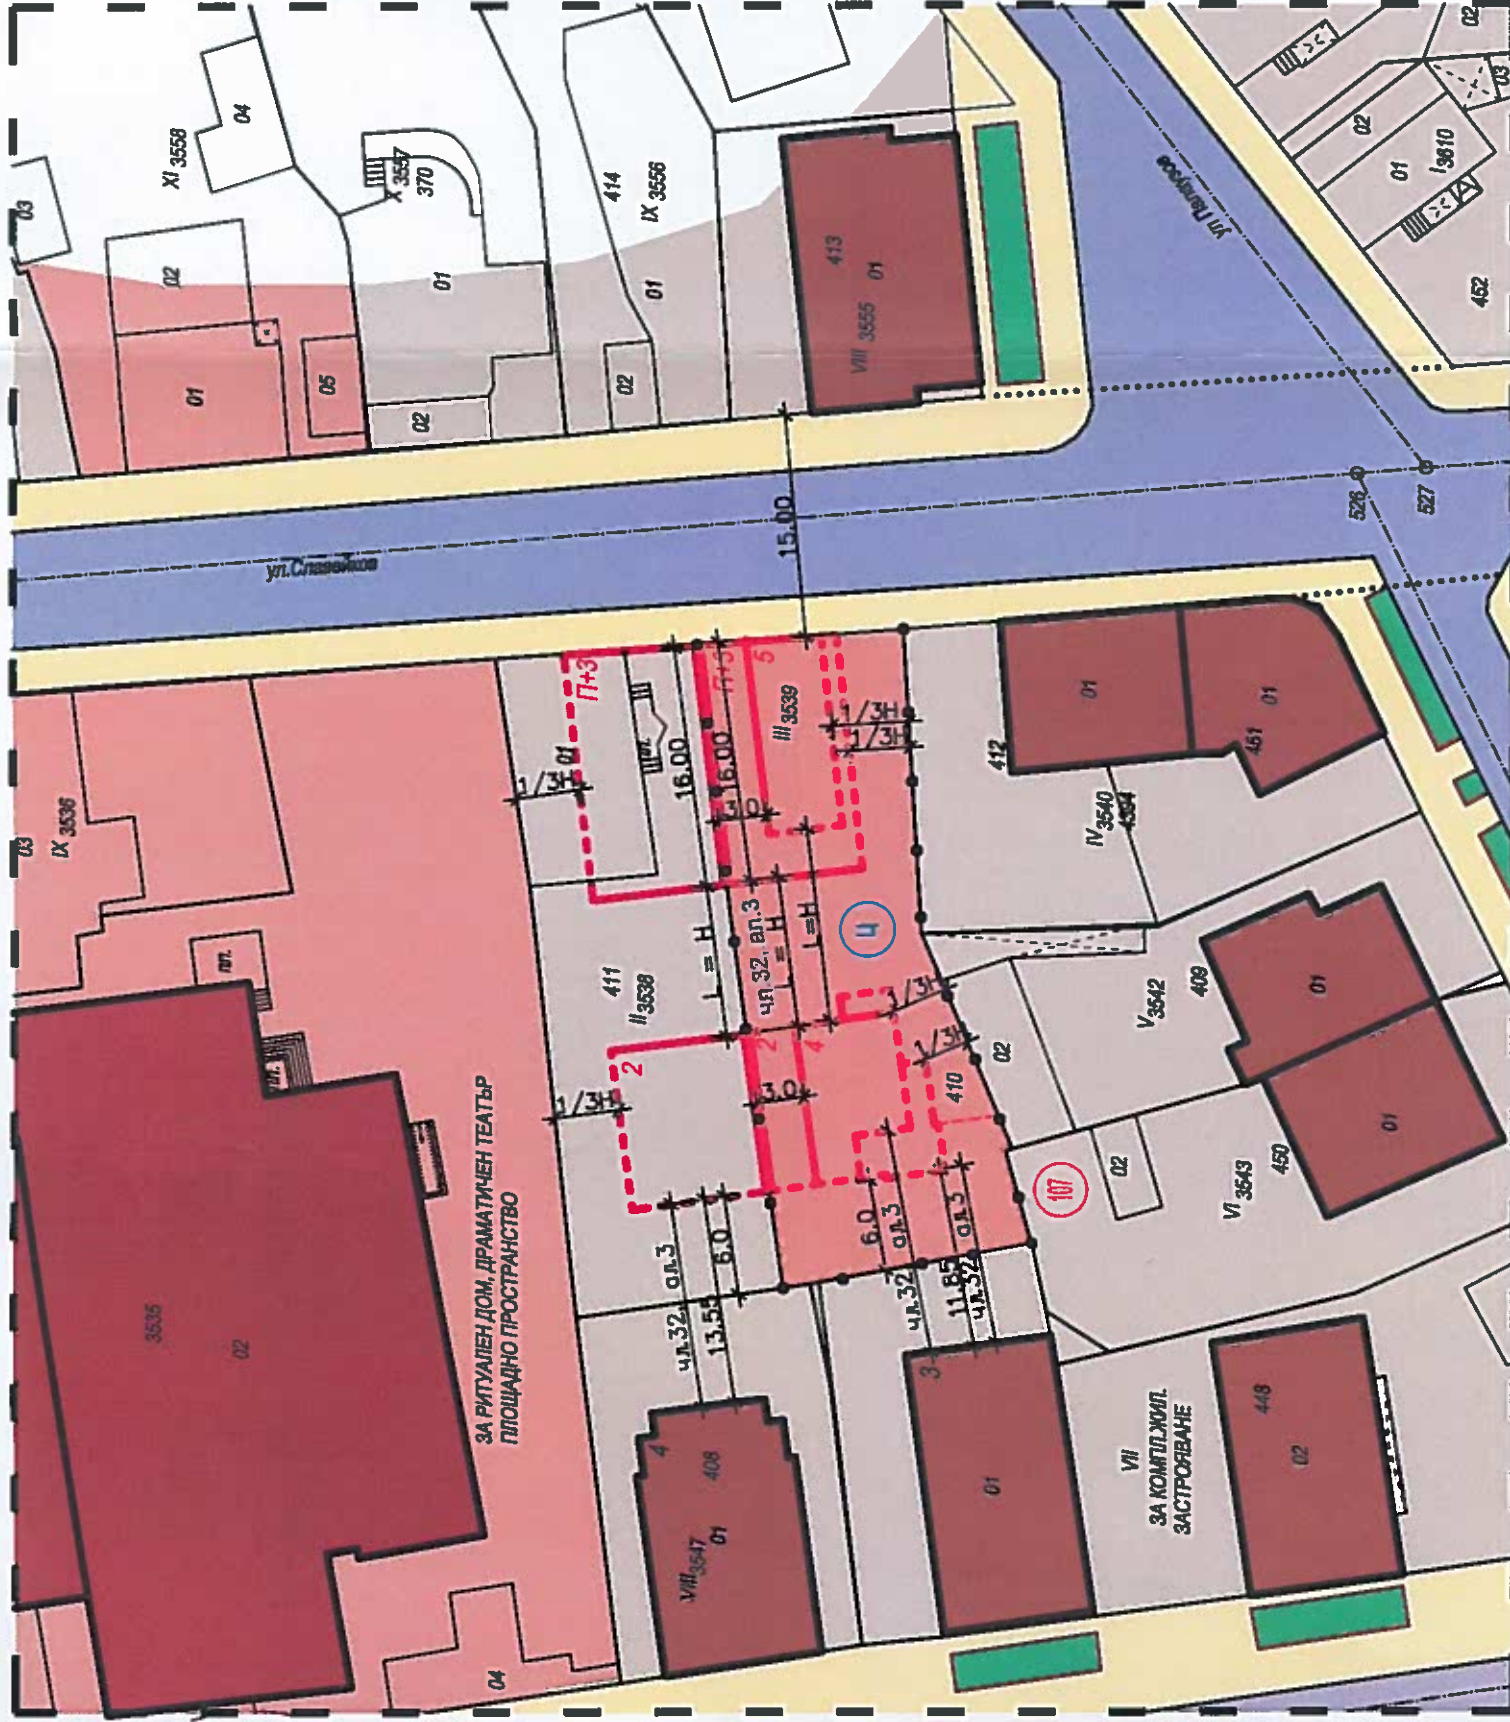 03
XI 3558
04
02
01
05
X 3557
370
01
02
414
IX 3556
01
02
413
VIII 3555
01
ул Панагюр
02
03
02
01
I 3610
452
ул.Славейков
15.00
526
527
03
IX 3536
пл.
пл.
3535
02
ЗА РИТУАЛЕН ДОМ, ДРАМАТИЧЕН ТЕАТЪР
ПЛОЩАДНО ПРОСТРАНСТВО
04
1/3Н
01
П+3
пл.
16.00
П+3
16.00
5
III 3539
1/3Н
1/3Н
3.0
411
II 3538
L=Н
чл.32, ал.3
L=Н
L=Н
Ц
2
2
4
1/3Н
3.0
1/3Н
1/3Н
410
02
чл.32, ал.3
13.55
6.0
6.0
чл.32 ал.3
11.85
чл.32 ал.3
107
412
01
01
451
IV 3540
4394
V 3542
409
01
01
VI 3543
450
02
4
408
VIII 3547
01
3
01
VII
ЗА КОМПЛ.ЖИЛ.
ЗАСТРОЯВАНЕ
448
02